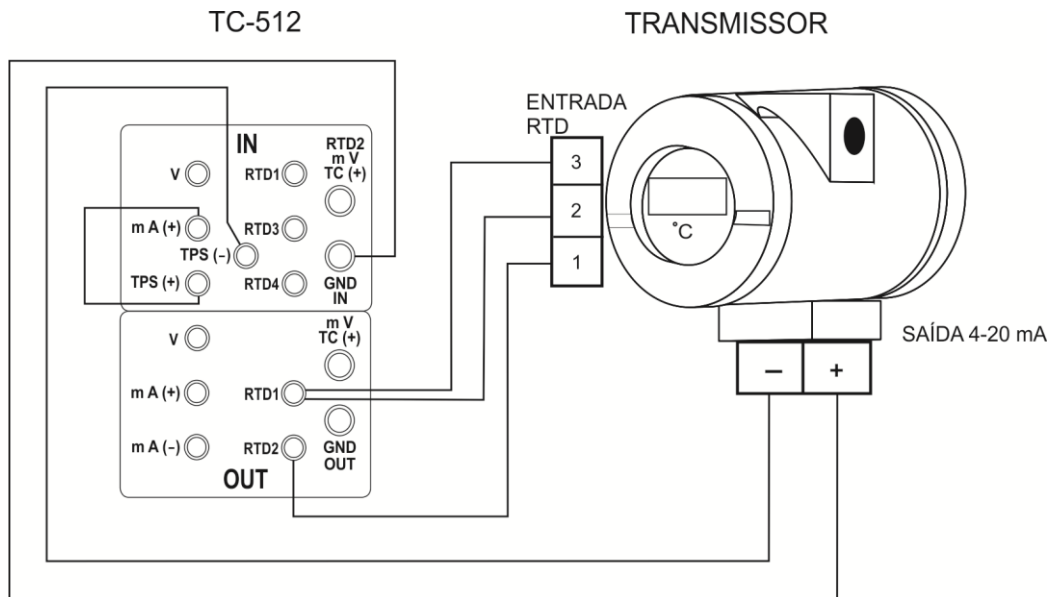 TC-512
TRANSMISSOR
ENTRADA
RTD
3
2
1
°C
SAÍDA 4-20 mA
–
+
IN
V
RTD1
RTD2
m V
TC (+)
m A (+)
RTD3
TPS (–)
TPS (+)
RTD4
GND
IN
V
m V
TC (+)
m A (+)
RTD1
m A (–)
RTD2
GND
OUT
OUT